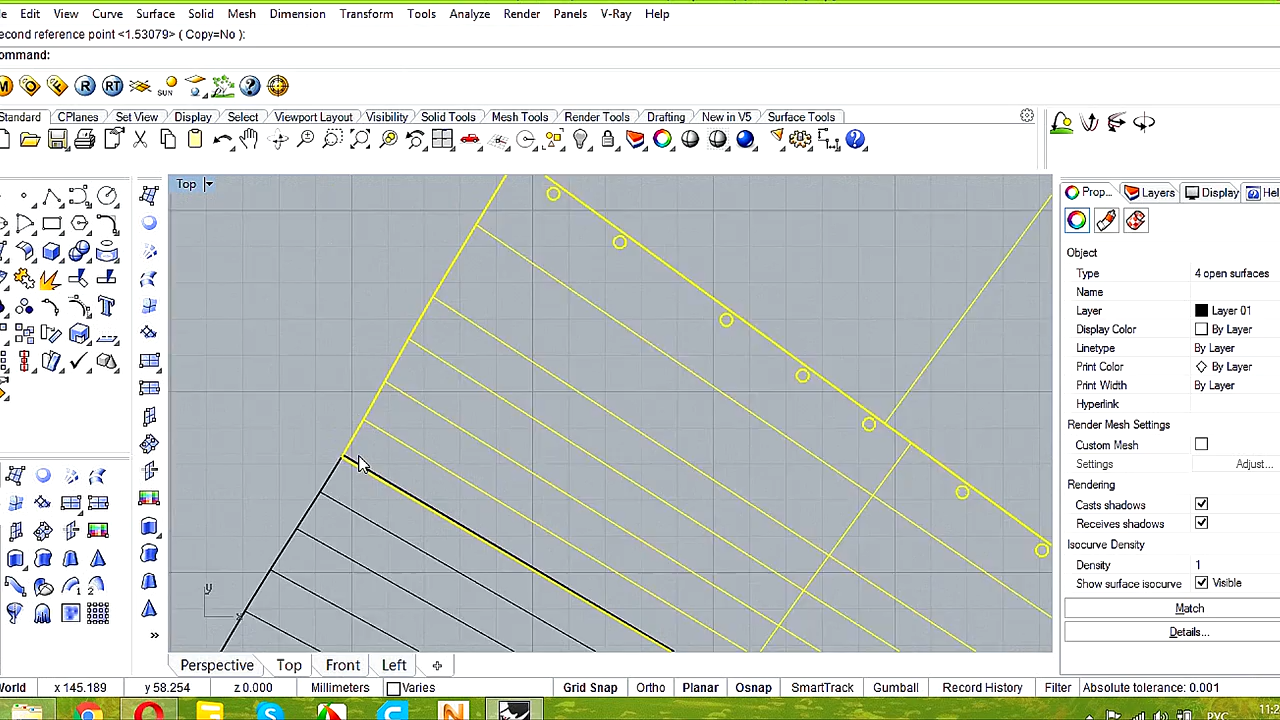 Edit View Curve Surface Solid Mesh Dimension Transform Tools Analyze Render Panels V-Ray Help
econd reference point <1.53079> ( Copy=No ):
ommand:
M O F R RT SUN
Standard CPlanes Set View Display Select Viewport Layout Visibility Solid Tools Mesh Tools Render Tools Drafting New in V5 Surface Tools
Top
Prop... Layers Display Hel
Object
Type 4 open surfaces
Name
Layer Layer 01
Display Color By Layer
Linetype By Layer
Print Color By Layer
Print Width By Layer
Hyperlink
Render Mesh Settings
Custom Mesh
Settings Adjust...
Rendering
Casts shadows
Receives shadows
Isocurve Density
Density 1
Show surface isocurve Visible
Match
Details...
y
x
Perspective Top Front Left
World x 145.189 y 58.254 z 0.000 Millimeters Varies Grid Snap Ortho Planar Osnap SmartTrack Gumball Record History Filter Absolute tolerance: 0.001
РУС 11:2